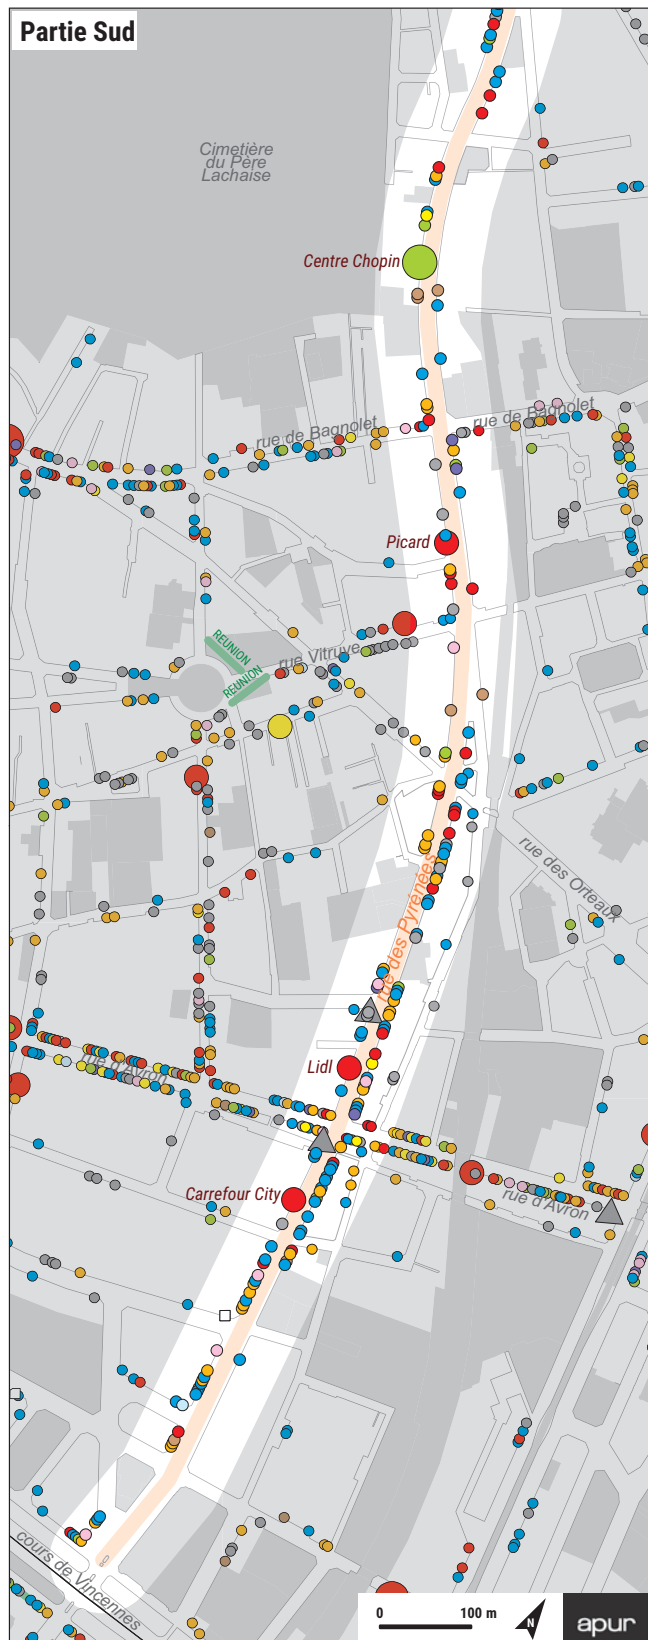 Partie Sud
Cimetière
du Père
Lachaise
Centre Chopin
rue de Bagnolet
rue de Bagnolet
Picard
REUNION
REUNION
rue Vitruve
rue des Orteaux
rue des Pyrénées
rue d'Avron
Lidl
Carrefour City
rue d'Avron
cours de Vincennes
0 100 m
N
apur